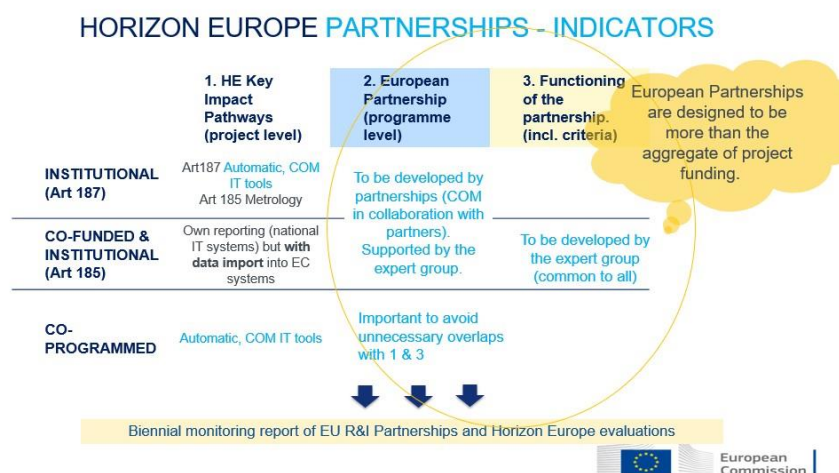 HORIZON EUROPE PARTNERSHIPS - INDICATORS
1. HE Key
Impact
Pathways
(project level)
2. European
Partnership
(programme
level)
3. Functioning
of the
partnership.
(incl. criteria)
European Partnerships
are designed to be
more than the
aggregate of project
funding.
INSTITUTIONAL
(Art 187)
Art187 Automatic, COM
IT tools
Art 185 Metrology
To be developed by
partnerships (COM
in collaboration with
partners).
Supported by the
expert group.
CO-FUNDED &
INSTITUTIONAL
(Art 185)
Own reporting (national
IT systems) but with
data import into EC
systems
To be developed by
the expert group
(common to all)
CO-
PROGRAMMED
Automatic, COM IT tools
Important to avoid
unnecessary overlaps
with 1 & 3
Biennial monitoring report of EU R&I Partnerships and Horizon Europe evaluations
European
Commission